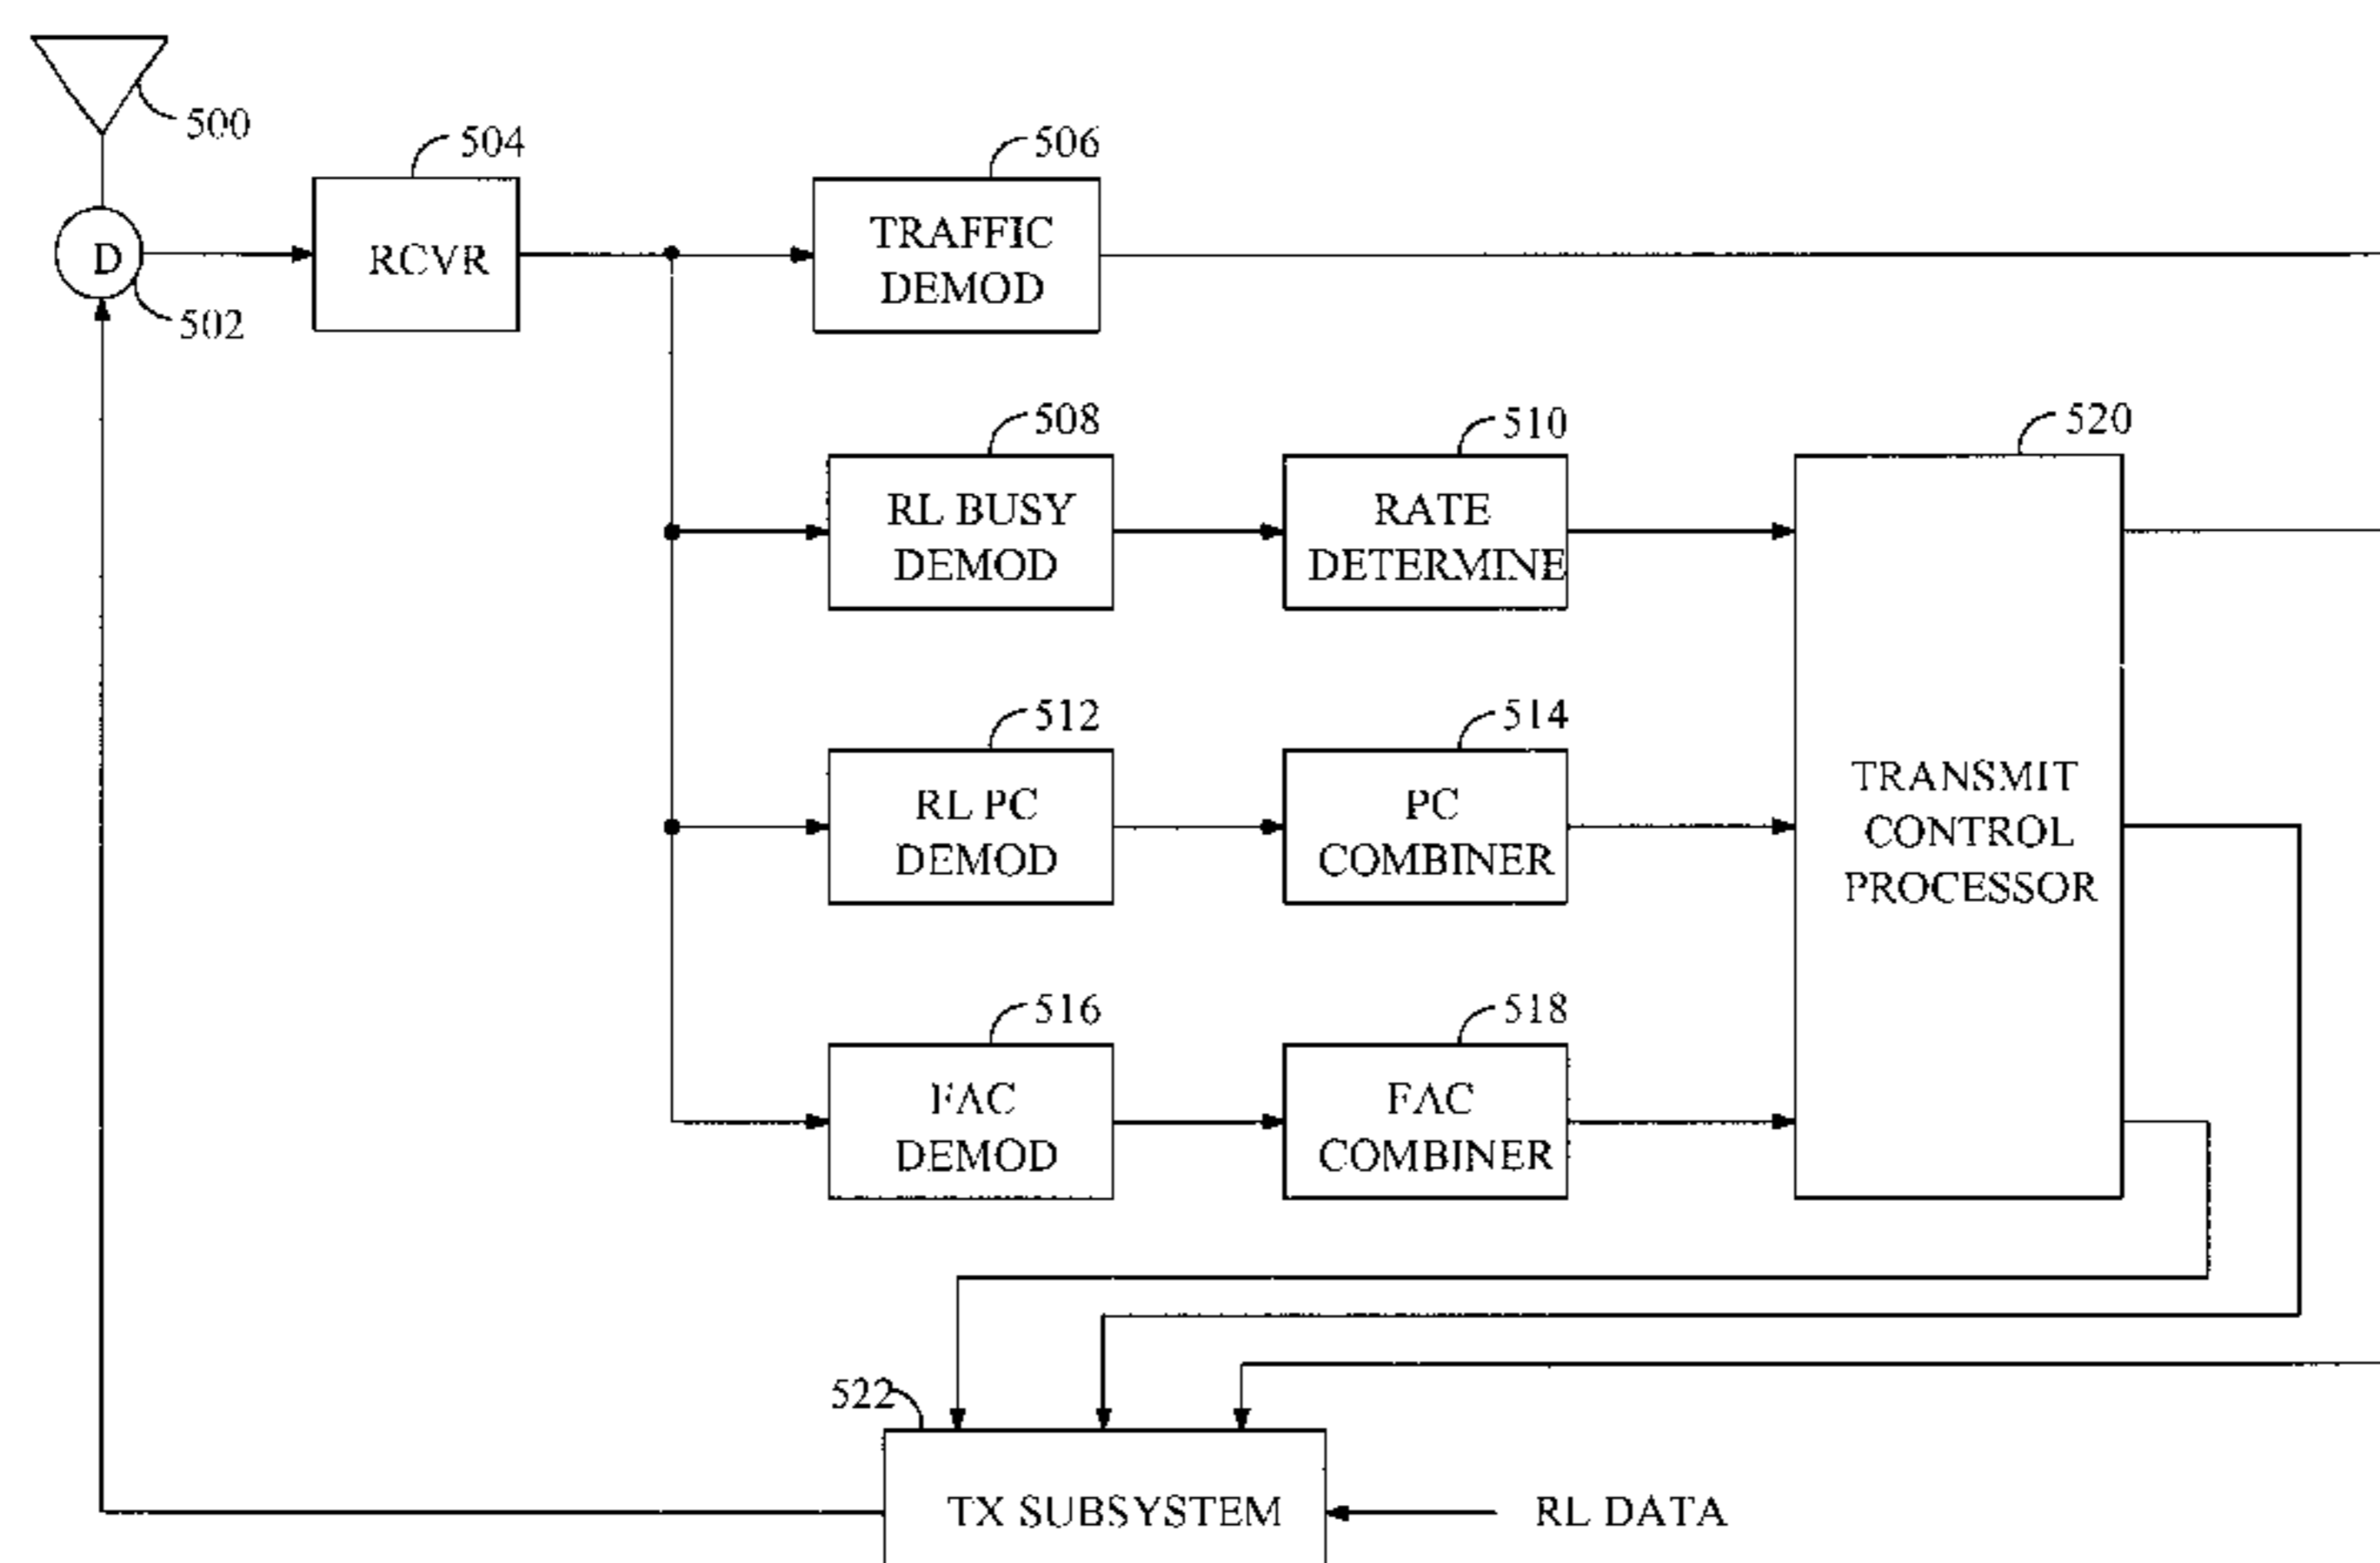 500
504
506
RCVR
TRAFFIC
DEMOD
D
502
508
510
520
RL BUSY
DEMOD
RATE
DETERMINE
512
514
RL PC
DEMOD
PC
COMBINER
TRANSMIT
CONTROL
PROCESSOR
516
518
FAC
DEMOD
FAC
COMBINER
522
TX SUBSYSTEM
RL DATA